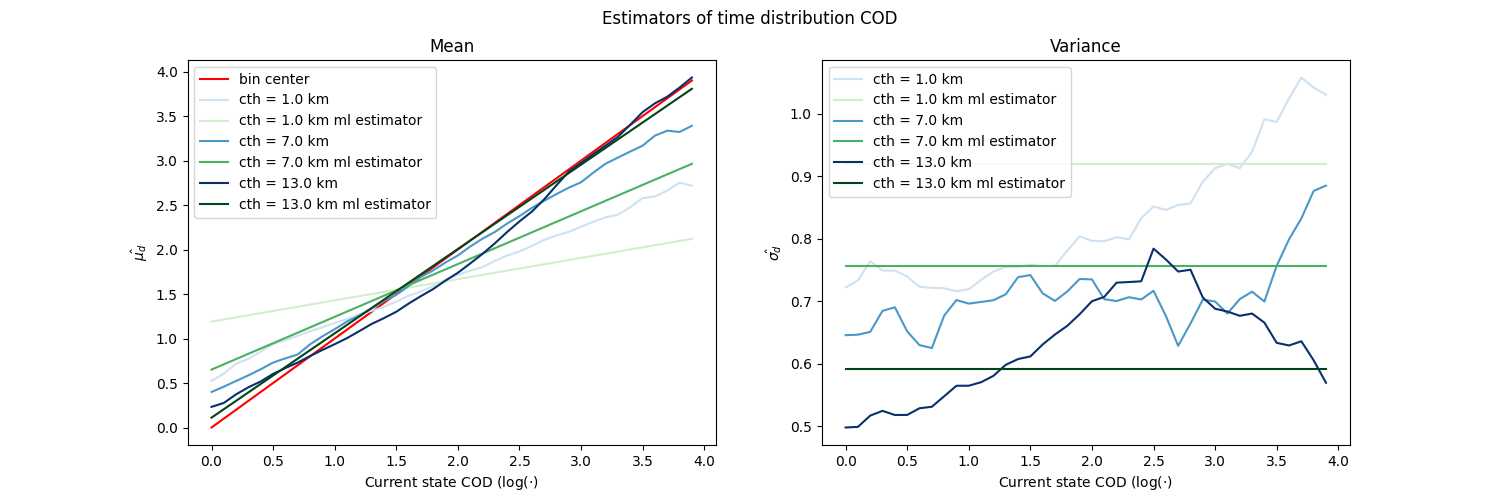 Estimators of time distribution COD
Mean
bin center
cth = 1.0 km
cth = 1.0 km ml estimator
cth = 7.0 km
cth = 7.0 km ml estimator
cth = 13.0 km
cth = 13.0 km ml estimator
4.0
3.5
3.0
2.5
2.0
1.5
1.0
0.5
0.0
μ̂_d
0.0 0.5 1.0 1.5 2.0 2.5 3.0 3.5 4.0
Current state COD (log(·)
Variance
cth = 1.0 km
cth = 1.0 km ml estimator
cth = 7.0 km
cth = 7.0 km ml estimator
cth = 13.0 km
cth = 13.0 km ml estimator
1.0
0.9
0.8
0.7
0.6
0.5
σ̂_d
0.0 0.5 1.0 1.5 2.0 2.5 3.0 3.5 4.0
Current state COD (log(·)